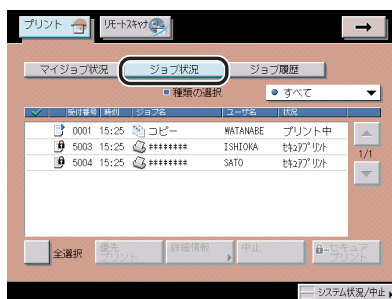 プリント リモートスキャナ
マイジョブ状況 ジョブ状況 ジョブ履歴
■種類の選択 ● すべて
受付番号 時刻 ジョブ名 ユーザ名 状況
0001 15:25 コピー WATANABE プリント中
5003 15:25 ******** ISHIOKA セキュアプリント
5004 15:25 ******** SATO セキュアプリント
1/1
全選択 優先プリント 詳細情報 中止 セキュアプリント
システム状況/中止